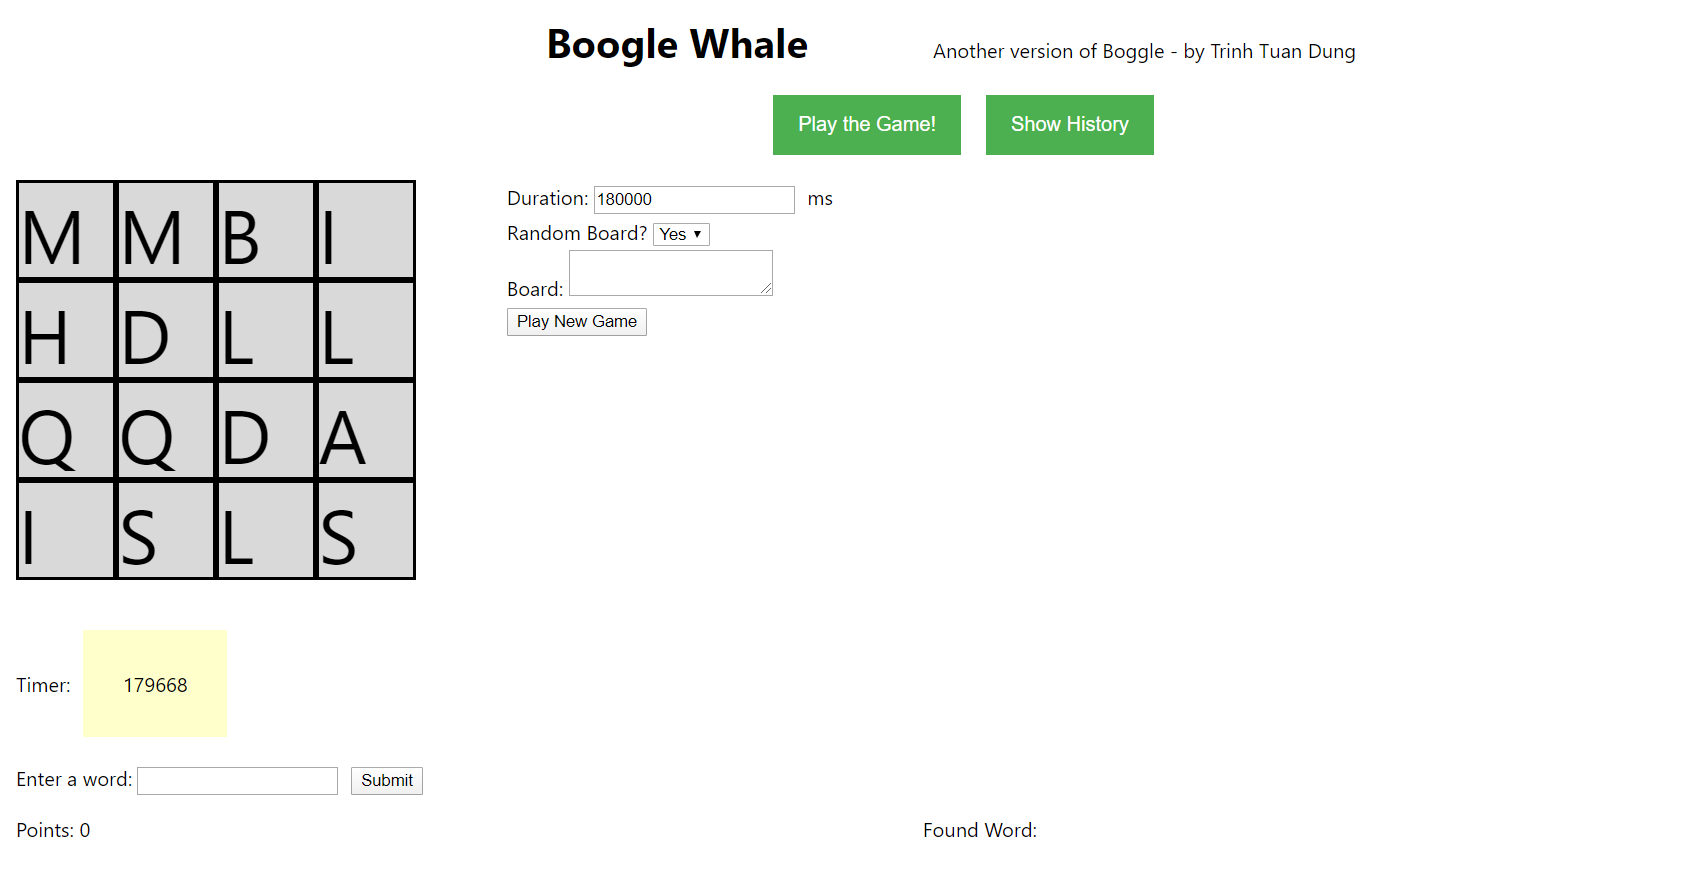 Boogle Whale Another version of Boggle - by Trinh Tuan Dung
Play the Game! Show History
M M B I
H D L L
Q Q D A
I S L S
Duration: 180000 ms
Random Board? Yes
Board:
Play New Game
Timer: 179668
Enter a word: Submit
Points: 0 Found Word: